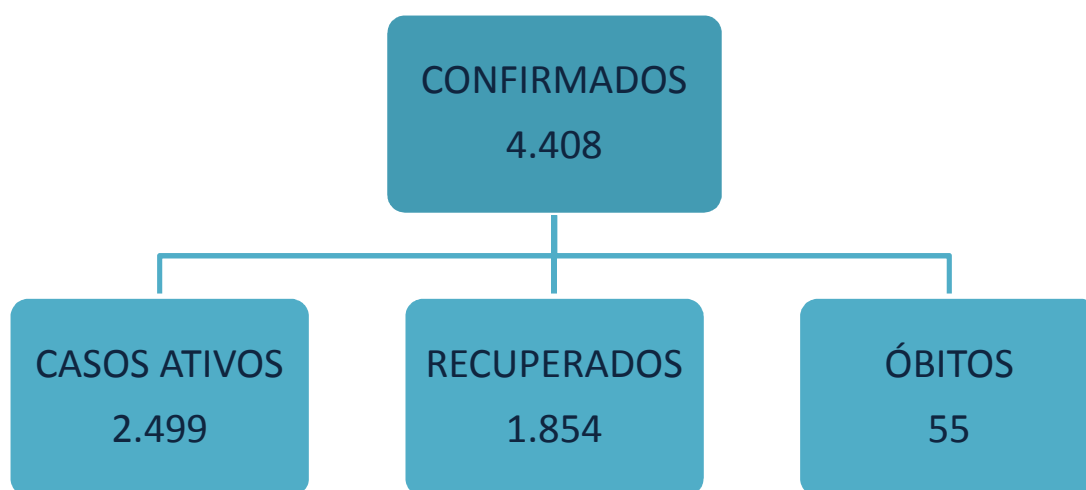 CONFIRMADOS
4.408
CASOS ATIVOS
2.499
RECUPERADOS
1.854
ÓBITOS
55